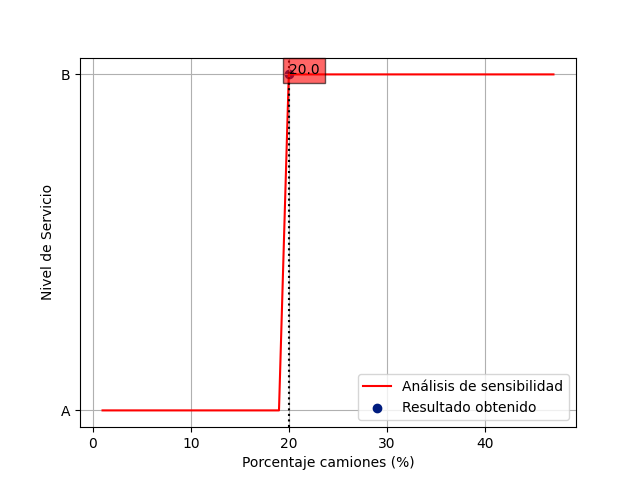 B
20.0
Nivel de Servicio
Análisis de sensibilidad
Resultado obtenido
A
0 10 20 30 40
Porcentaje camiones (%)